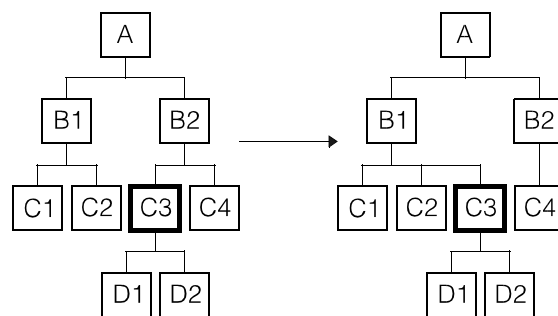 A A
B1 B2 B1 B2
C1 C2 C3 C4 C1 C2 C3 C4
D1 D2 D1 D2